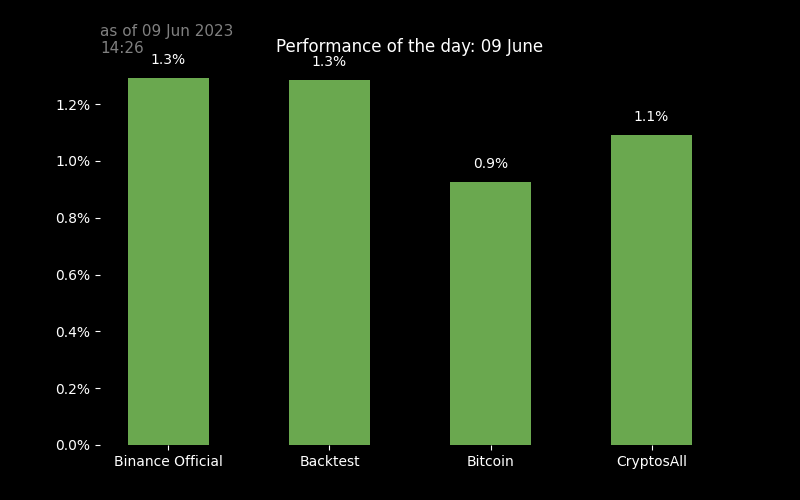 as of 09 Jun 2023
14:26
Performance of the day: 09 June
1.3%
1.3%
0.9%
1.1%
1.2%
1.0%
0.8%
0.6%
0.4%
0.2%
0.0%
Binance Official
Backtest
Bitcoin
CryptosAll